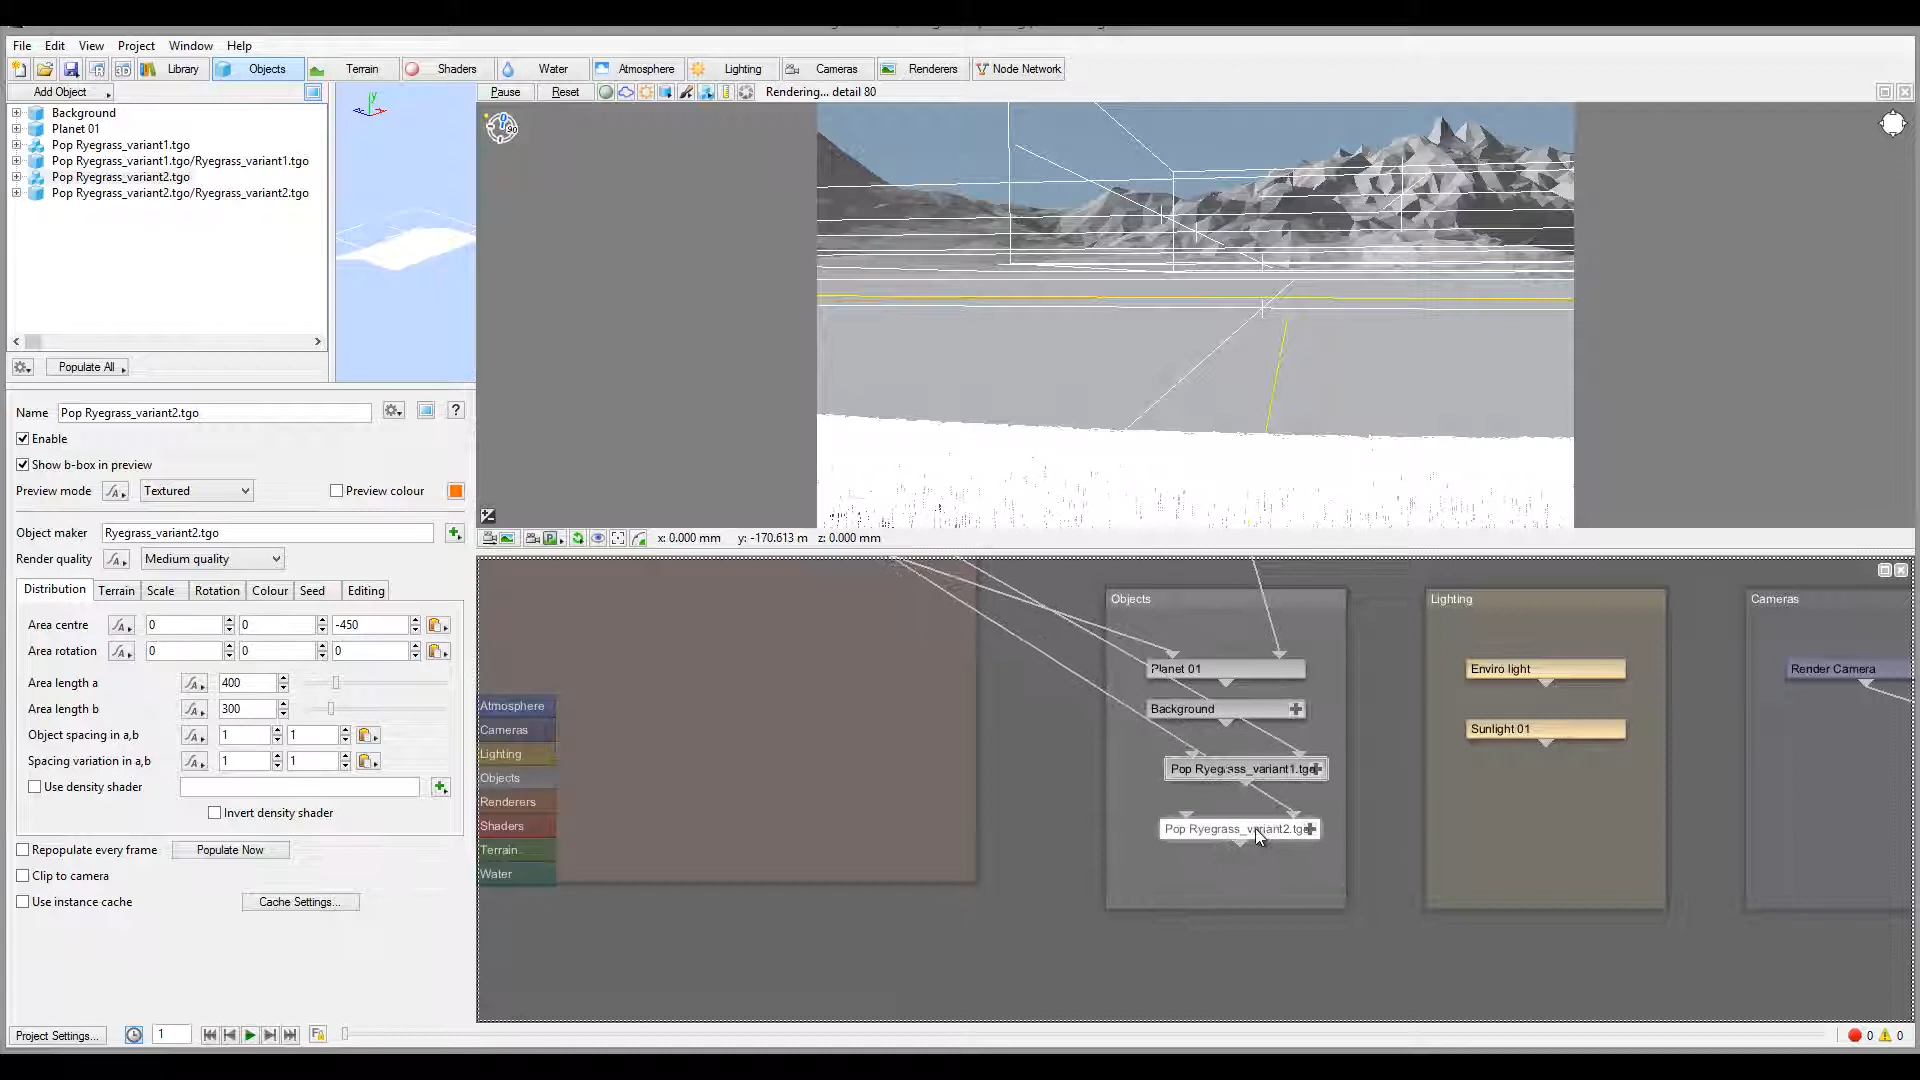 File Edit View Project Window Help
Library Objects Terrain Shaders Water Atmosphere Lighting Cameras Renderers Node Network
Add Object
Pause Reset Rendering... detail 80
Background
Planet 01
Pop Ryegrass_variant1.tgo
Pop Ryegrass_variant1.tgo/Ryegrass_variant1.tgo
Pop Ryegrass_variant2.tgo
Pop Ryegrass_variant2.tgo/Ryegrass_variant2.tgo
Populate All
Name Pop Ryegrass_variant2.tgo
Enable
Show b-box in preview
Preview mode Textured Preview colour
Object maker Ryegrass_variant2.tgo
Render quality Medium quality
Distribution Terrain Scale Rotation Colour Seed Editing
Area centre 0 0 -450
Area rotation 0 0 0
Area length a 400
Area length b 300
Object spacing in a,b 1 1
Spacing variation in a,b 1 1
Use density shader
Invert density shader
Repopulate every frame Populate Now
Clip to camera
Use instance cache Cache Settings...
x: 0.000 mm y: -170.613 m z: 0.000 mm
Atmosphere
Cameras
Lighting
Objects
Renderers
Shaders
Terrain
Water
Objects
Planet 01
Background
Pop Ryegrass_variant1.tgo
Pop Ryegrass_variant2.tgo
Lighting
Enviro light
Sunlight 01
Cameras
Render Camera
Project Settings... 1
0 0